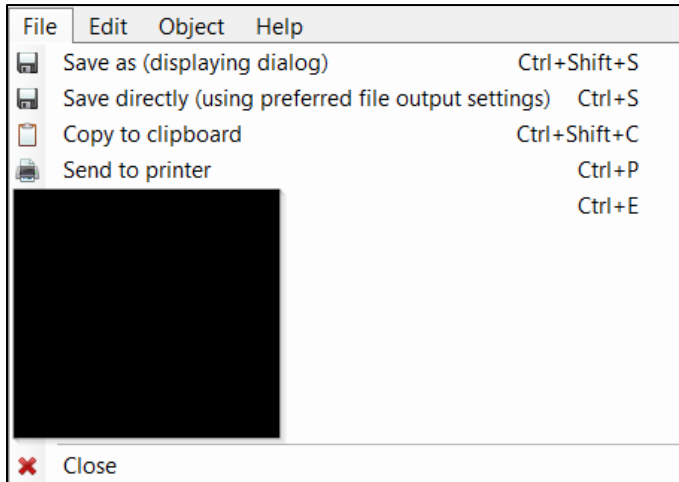 File Edit Object Help
Save as (displaying dialog) Ctrl+Shift+S
Save directly (using preferred file output settings) Ctrl+S
Copy to clipboard Ctrl+Shift+C
Send to printer Ctrl+P
Ctrl+E
Close